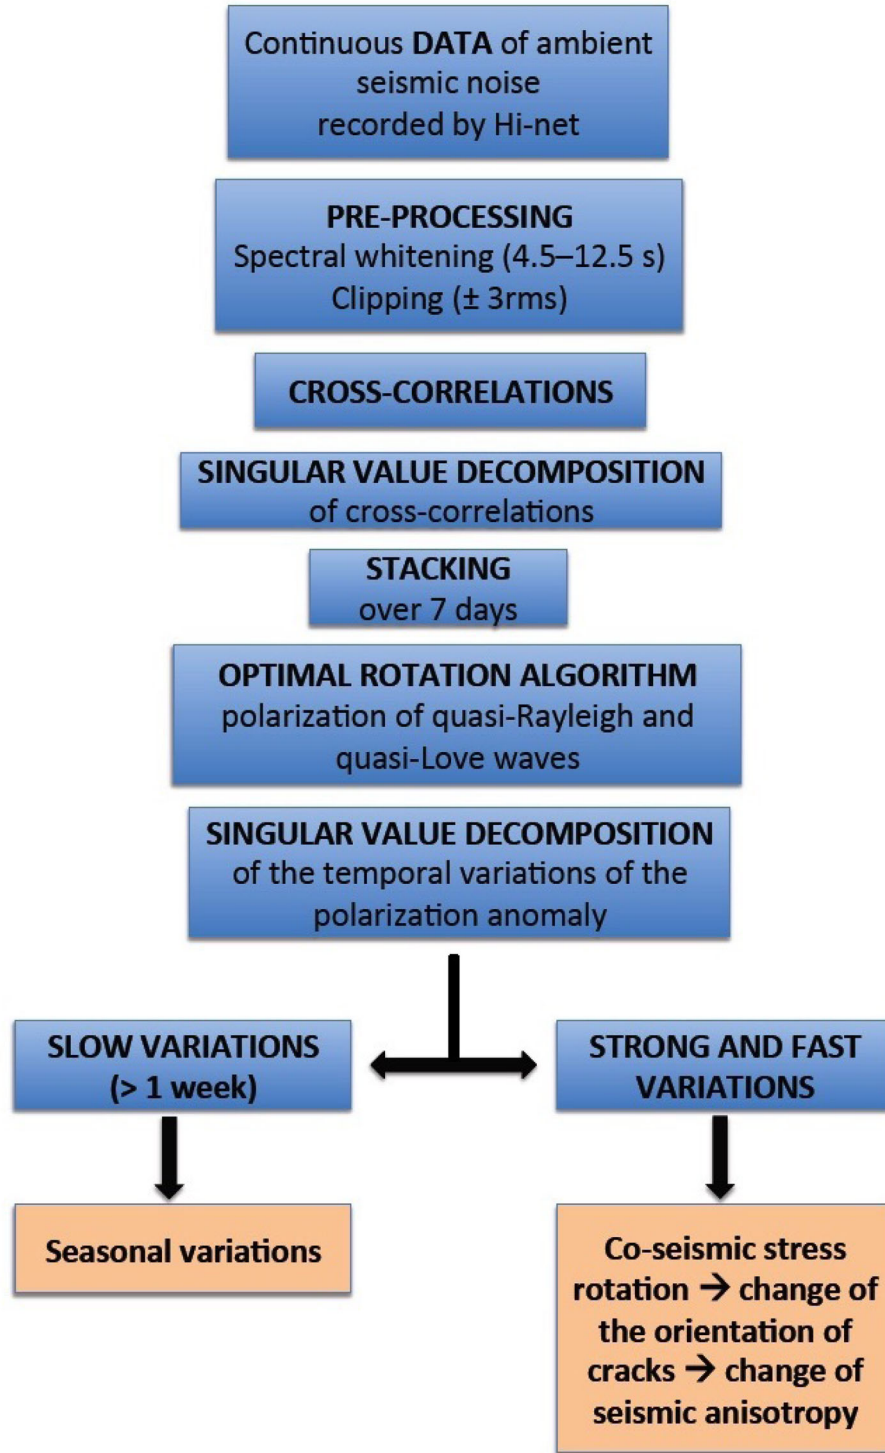 Continuous DATA of ambient
seismic noise
recorded by Hi-net
PRE-PROCESSING
Spectral whitening (4.5–12.5 s)
Clipping (± 3rms)
CROSS-CORRELATIONS
SINGULAR VALUE DECOMPOSITION
of cross-correlations
STACKING
over 7 days
OPTIMAL ROTATION ALGORITHM
polarization of quasi-Rayleigh and
quasi-Love waves
SINGULAR VALUE DECOMPOSITION
of the temporal variations of the
polarization anomaly
SLOW VARIATIONS
(> 1 week)
STRONG AND FAST
VARIATIONS
Seasonal variations
Co-seismic stress
rotation → change of
the orientation of
cracks → change of
seismic anisotropy